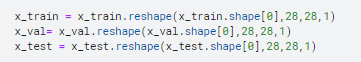 x_train = x_train.reshape(x_train.shape[0],28,28,1)
x_val= x_val.reshape(x_val.shape[0],28,28,1)
x_test = x_test.reshape(x_test.shape[0],28,28,1)